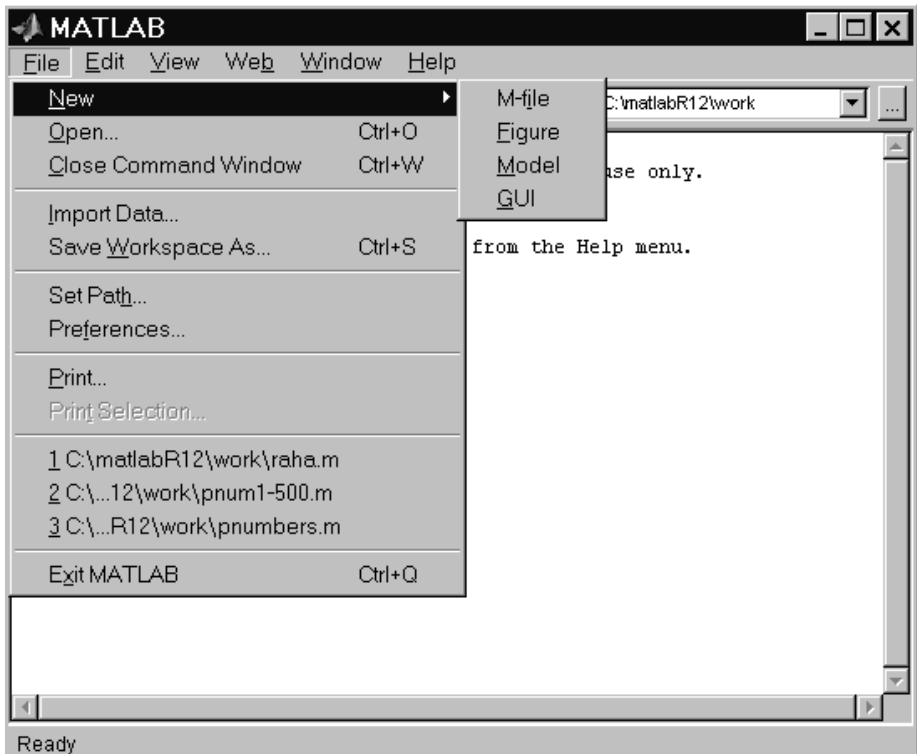 MATLAB
File Edit View Web Window Help
New
Open... Ctrl+O
Close Command Window Ctrl+W
Import Data...
Save Workspace As... Ctrl+S
Set Path...
Preferences...
Print...
Print Selection...
1 C:\matlabR12\work\raha.m
2 C:\...12\work\pnum1-500.m
3 C:\...R12\work\pnumbers.m
Exit MATLAB Ctrl+Q
M-file
Figure
Model
GUI
C:\matlabR12\work
...
use only.
from the Help menu.
Ready